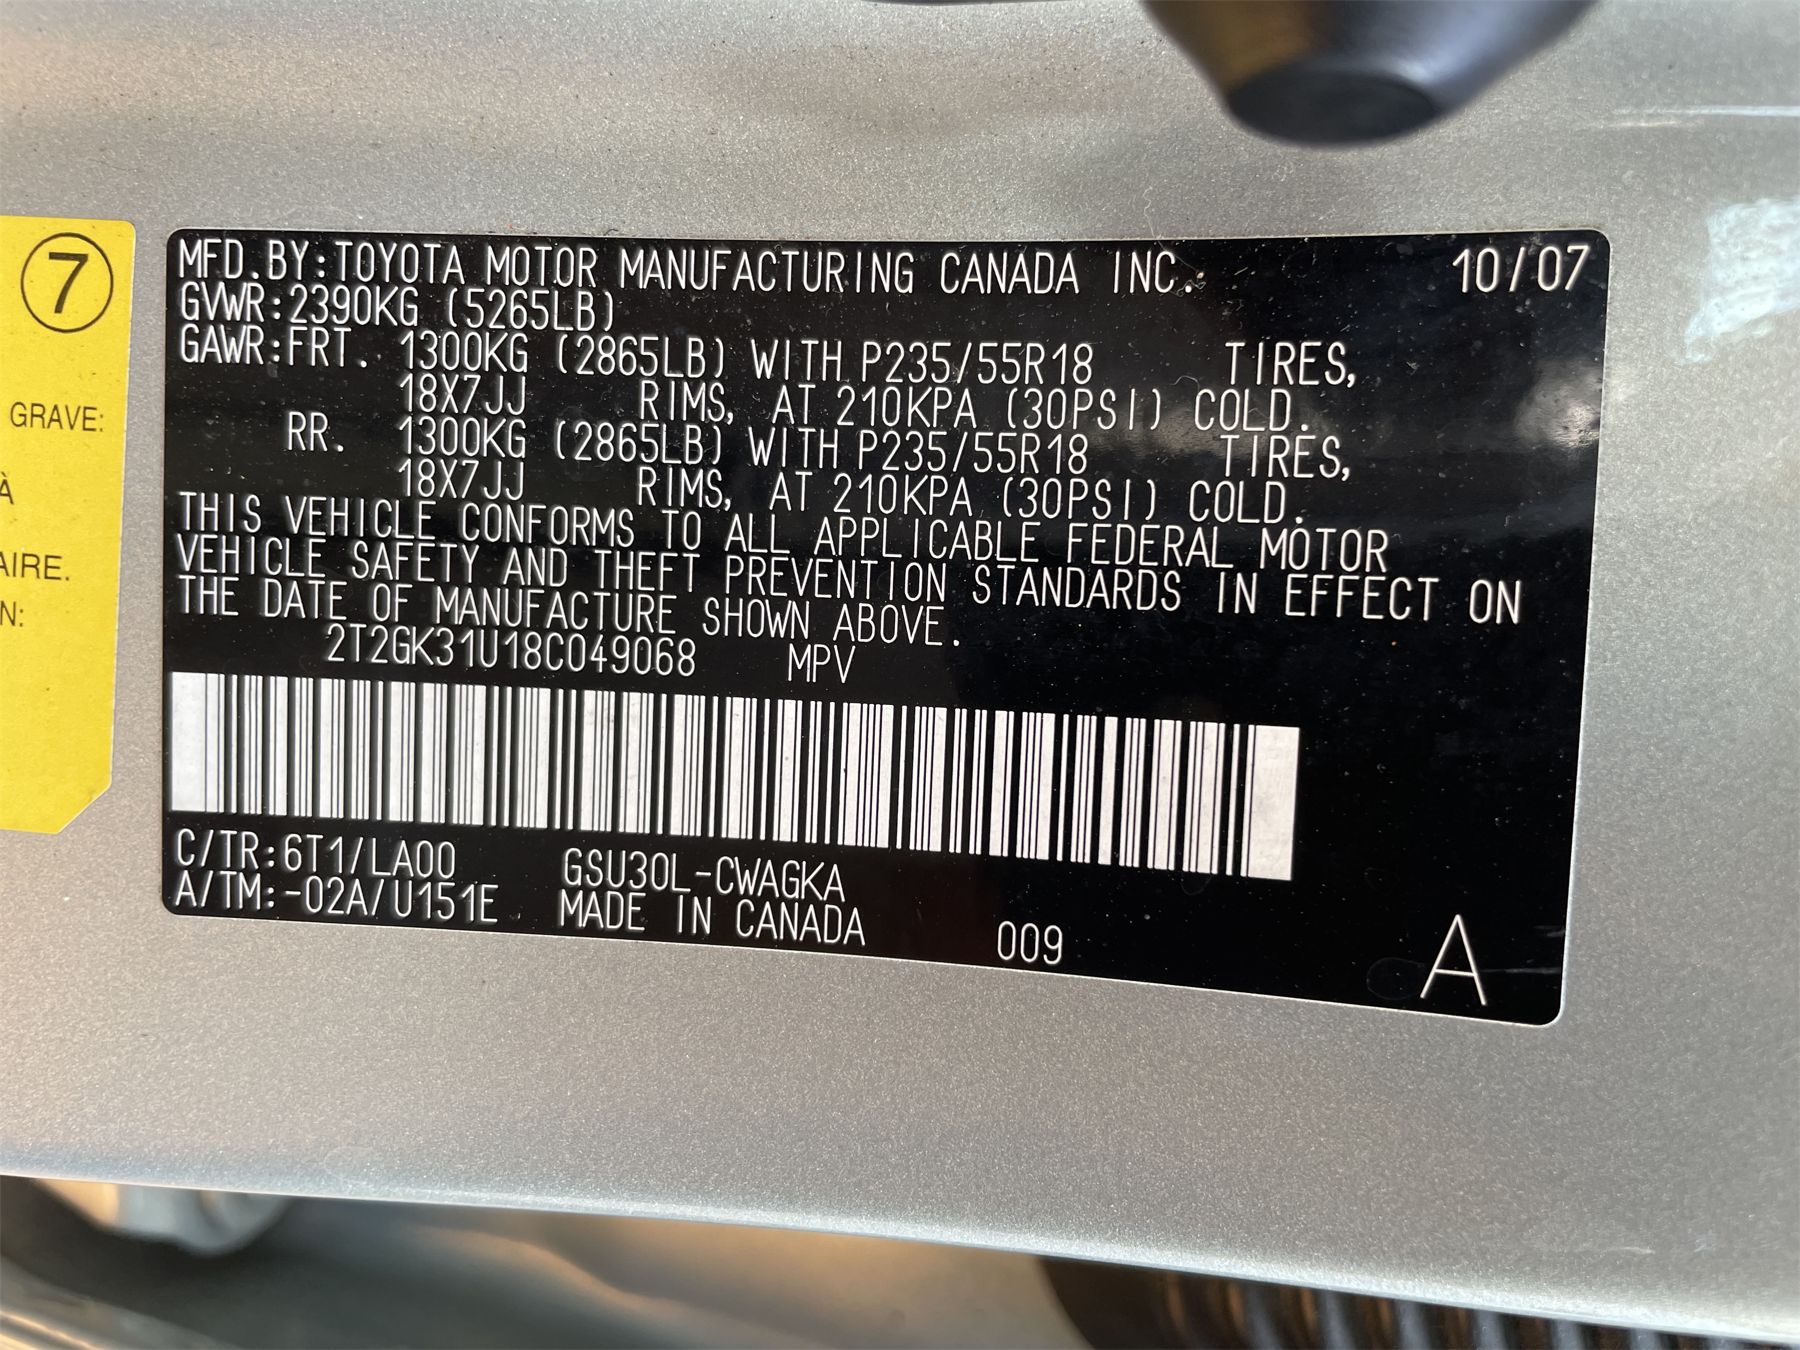 7
GRAVE:
À
AIRE.
N:
MFD.BY:TOYOTA MOTOR MANUFACTURING CANADA INC.: 10/07
GVWR:2390KG (5265LB)
GAWR:FRT. 1300KG (2865LB) WITH P235/55R18 TIRES,
18X7JJ RIMS, AT 210KPA (30PSI) COLD.
RR. 1300KG (2865LB) WITH P235/55R18 TIRES,
18X7JJ RIMS, AT 210KPA (30PSI) COLD.
THIS VEHICLE CONFORMS TO ALL APPLICABLE FEDERAL MOTOR
VEHICLE SAFETY AND THEFT PREVENTION STANDARDS IN EFFECT ON
THE DATE OF MANUFACTURE SHOWN ABOVE.
2T2GK31U18C049068 MPV
C/TR:6T1/LA00 GSU30L-CWAGKA
A/TM:-02A/U151E MADE IN CANADA 009
A